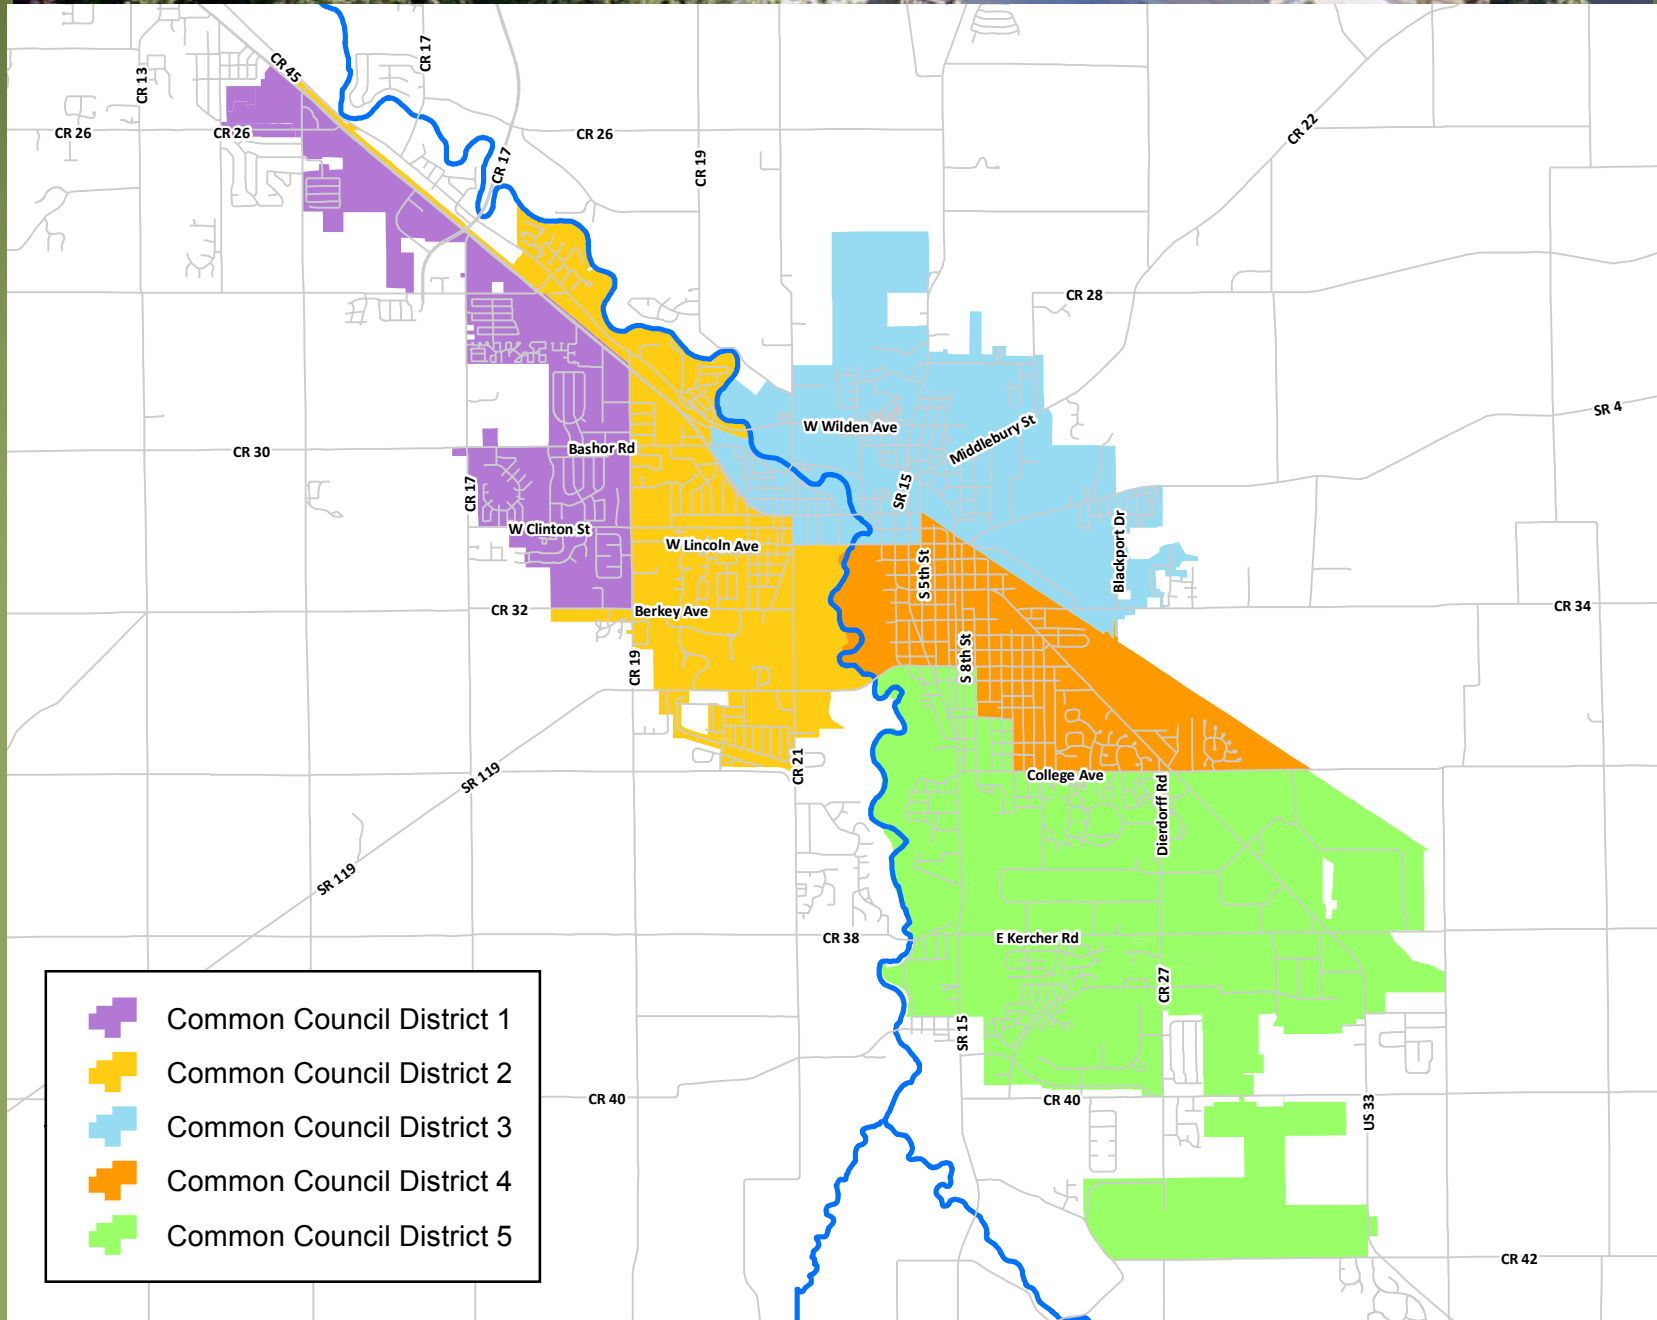 CR 45
CR 17
CR 13
CR 26
CR 26
CR 26
CR 22
CR 17
CR 19
CR 28
SR 4
W Wilden Ave
Middlebury St
CR 30
Bashor Rd
CR 17
SR 15
W Clinton St
W Lincoln Ave
Blackport Dr
S 5th St
CR 32
Berkey Ave
CR 34
CR 19
S 8th St
SR 119
CR 21
College Ave
Dierdorff Rd
SR 119
CR 38
E Kercher Rd
CR 27
SR 15
CR 40
CR 40
US 33
CR 42
Common Council District 1
Common Council District 2
Common Council District 3
Common Council District 4
Common Council District 5